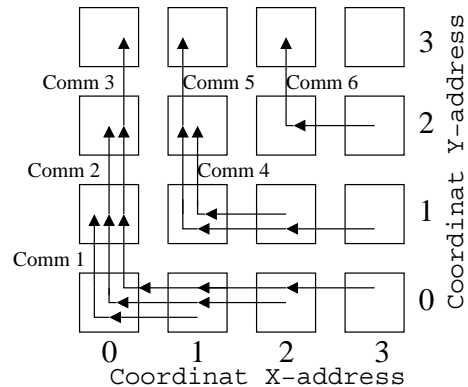 3
Comm 3
Comm 5
Comm 6
2
Comm 2
Comm 4
1
Comm 1
0
Coordinat Y-address
0 1 2 3
Coordinat X-address